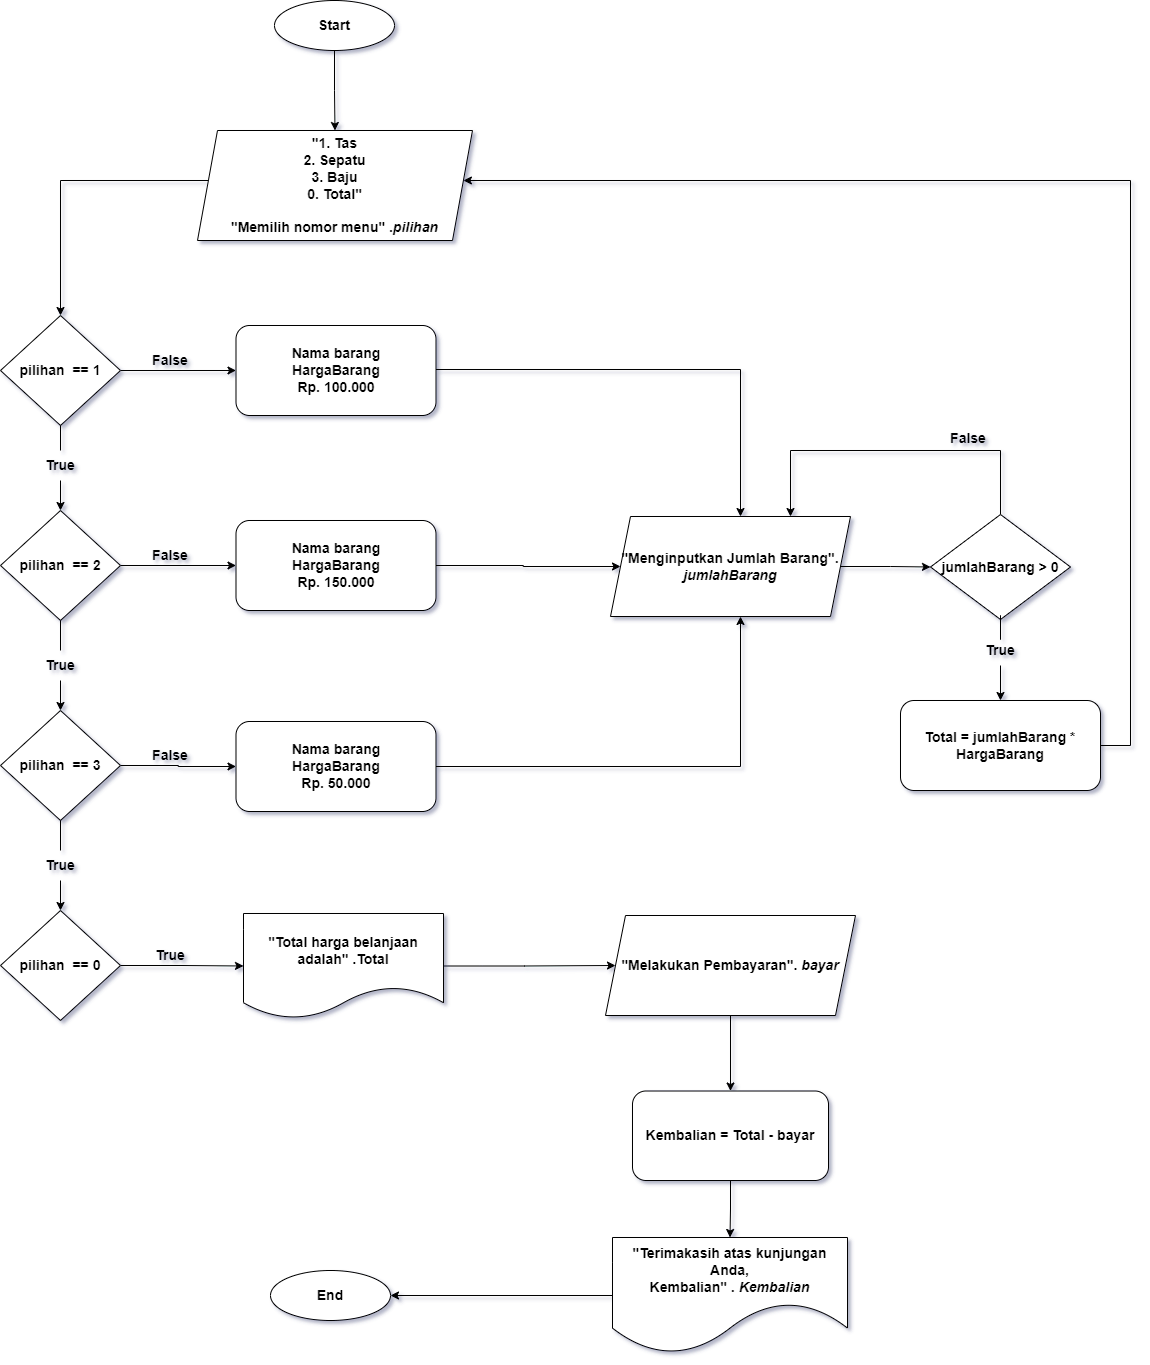 Start
"1. Tas
2. Sepatu
3. Baju
0. Total"
"Memilih nomor menu" .pilihan
pilihan == 1
False
Nama barang
HargaBarang
Rp. 100.000
True
pilihan == 2
False
Nama barang
HargaBarang
Rp. 150.000
"Menginputkan Jumlah Barang".
jumlahBarang
False
jumlahBarang > 0
True
Total = jumlahBarang *
HargaBarang
True
pilihan == 3
False
Nama barang
HargaBarang
Rp. 50.000
True
pilihan == 0
True
"Total harga belanjaan
adalah" .Total
"Melakukan Pembayaran". bayar
Kembalian = Total - bayar
"Terimakasih atas kunjungan
Anda,
Kembalian" . Kembalian
End